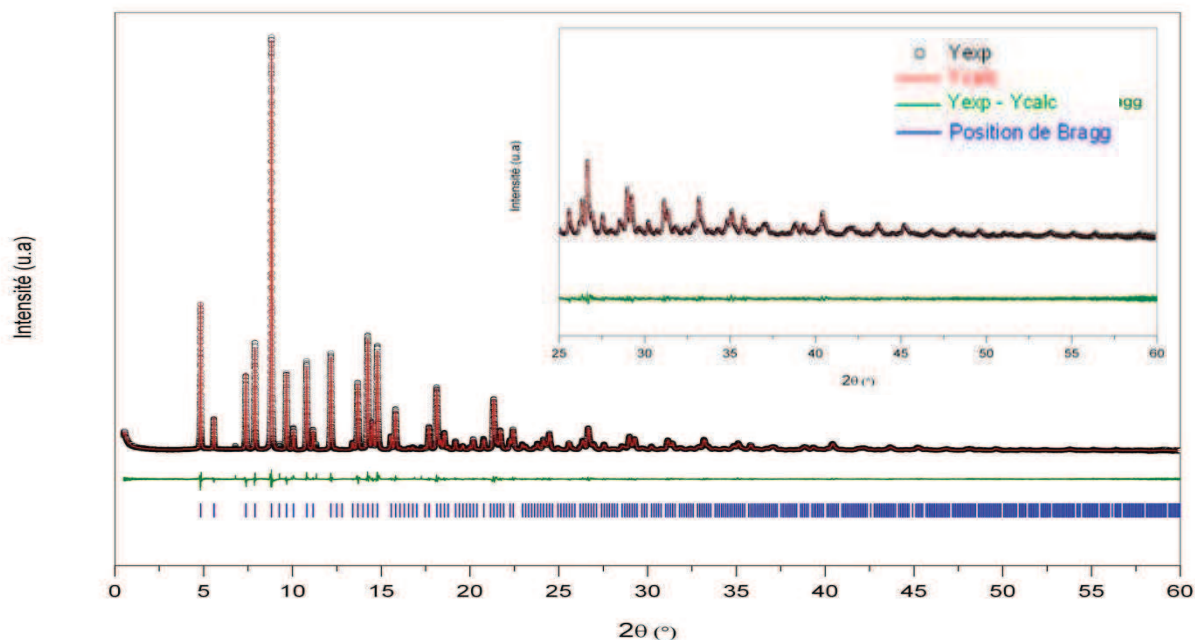 Intensité (u.a)
Yexp
Ycalc
Yexp - Ycalc
agg
Position de Bragg
Intensité (u.a)
25 30 35 40 45 50 55 60
2θ (°)
0 5 10 15 20 25 30 35 40 45 50 55 60
2θ (°)